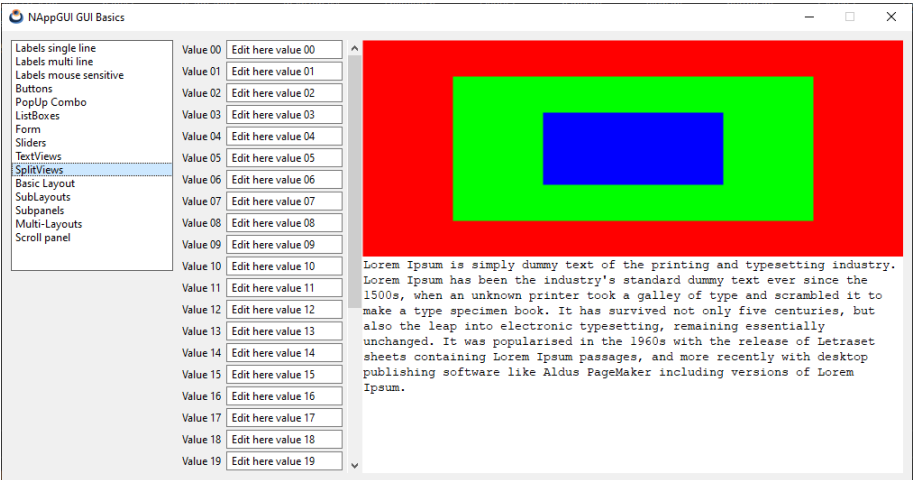 NAppGUI GUI Basics
Labels single line
Labels multi line
Labels mouse sensitive
Buttons
PopUp Combo
ListBoxes
Form
Sliders
TextViews
SplitViews
Basic Layout
SubLayouts
Subpanels
Multi-Layouts
Scroll panel
Value 00 Edit here value 00
Value 01 Edit here value 01
Value 02 Edit here value 02
Value 03 Edit here value 03
Value 04 Edit here value 04
Value 05 Edit here value 05
Value 06 Edit here value 06
Value 07 Edit here value 07
Value 08 Edit here value 08
Value 09 Edit here value 09
Value 10 Edit here value 10
Value 11 Edit here value 11
Value 12 Edit here value 12
Value 13 Edit here value 13
Value 14 Edit here value 14
Value 15 Edit here value 15
Value 16 Edit here value 16
Value 17 Edit here value 17
Value 18 Edit here value 18
Value 19 Edit here value 19
Lorem Ipsum is simply dummy text of the printing and typesetting industry.
Lorem Ipsum has been the industry's standard dummy text ever since the
1500s, when an unknown printer took a galley of type and scrambled it to
make a type specimen book. It has survived not only five centuries, but
also the leap into electronic typesetting, remaining essentially
unchanged. It was popularised in the 1960s with the release of Letraset
sheets containing Lorem Ipsum passages, and more recently with desktop
publishing software like Aldus PageMaker including versions of Lorem
Ipsum.